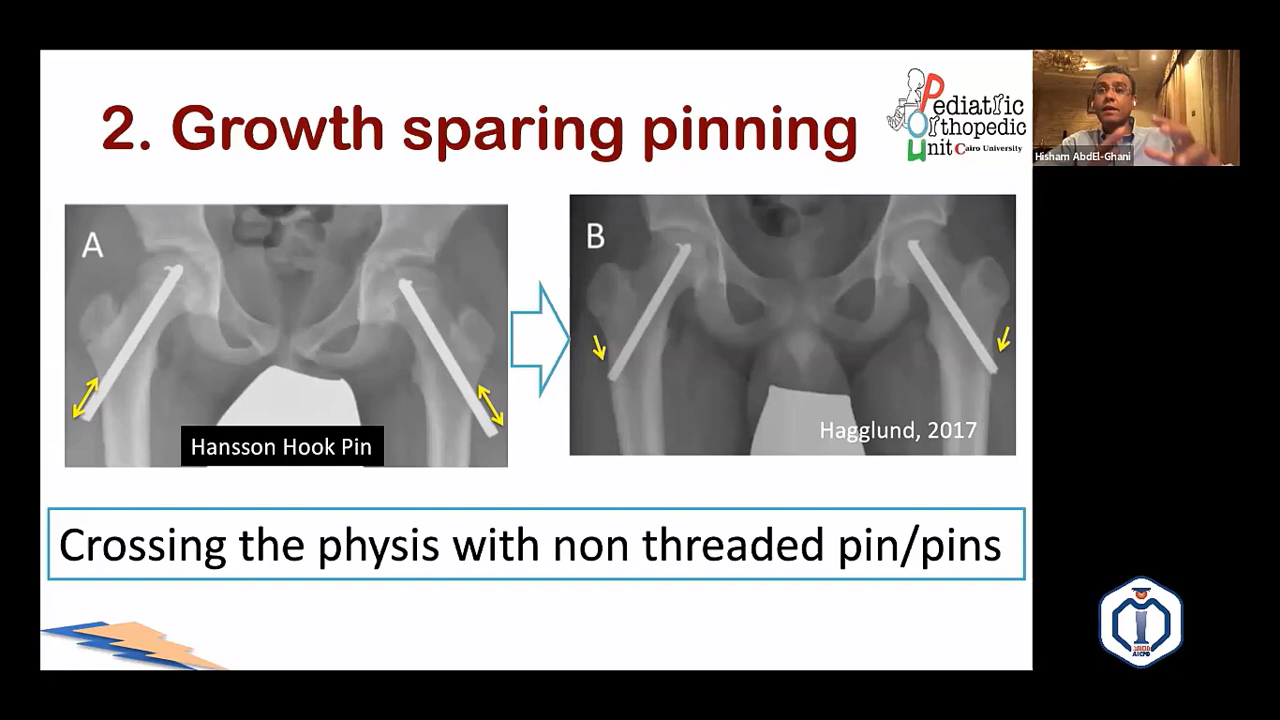 2. Growth sparing pinning
Pediatric
Orthopedic
Unit Cairo University
Hisham AbdEl-Ghani
A
B
Hansson Hook Pin
Hagglund, 2017
Crossing the physis with non threaded pin/pins